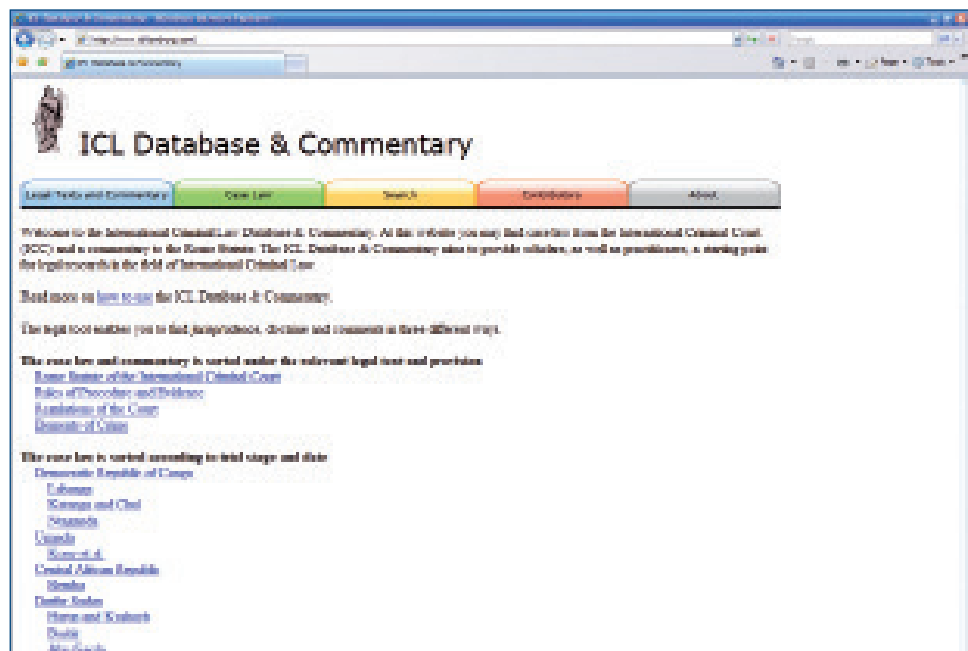 ICL Database & Commentary
Legal Texts and Commentary Case Law Search Contributors About
Welcome to the International Criminal Law Database & Commentary. At this website you may find case law from the International Criminal Court
(ICC) and a commentary to the Rome Statute. The ICL Database & Commentary aims to provide scholars, as well as practitioners, a starting point
for legal research in the field of International Criminal Law.
Read more on how to use the ICL Database & Commentary.
The legal tool enables you to find jurisprudence, doctrine and comments in three different ways.
The case law and commentary is sorted under the relevant legal text and provision
Rome Statute of the International Criminal Court
Rules of Procedure and Evidence
Regulations of the Court
Elements of Crime
The case law is sorted according to trial stage and date
Democratic Republic of Congo
Lubanga
Katanga and Chui
Ntaganda
Uganda
Kony et al.
Central African Republic
Bemba
Darfur Sudan
Harun and Kushayb
Bashir
Abu Garda